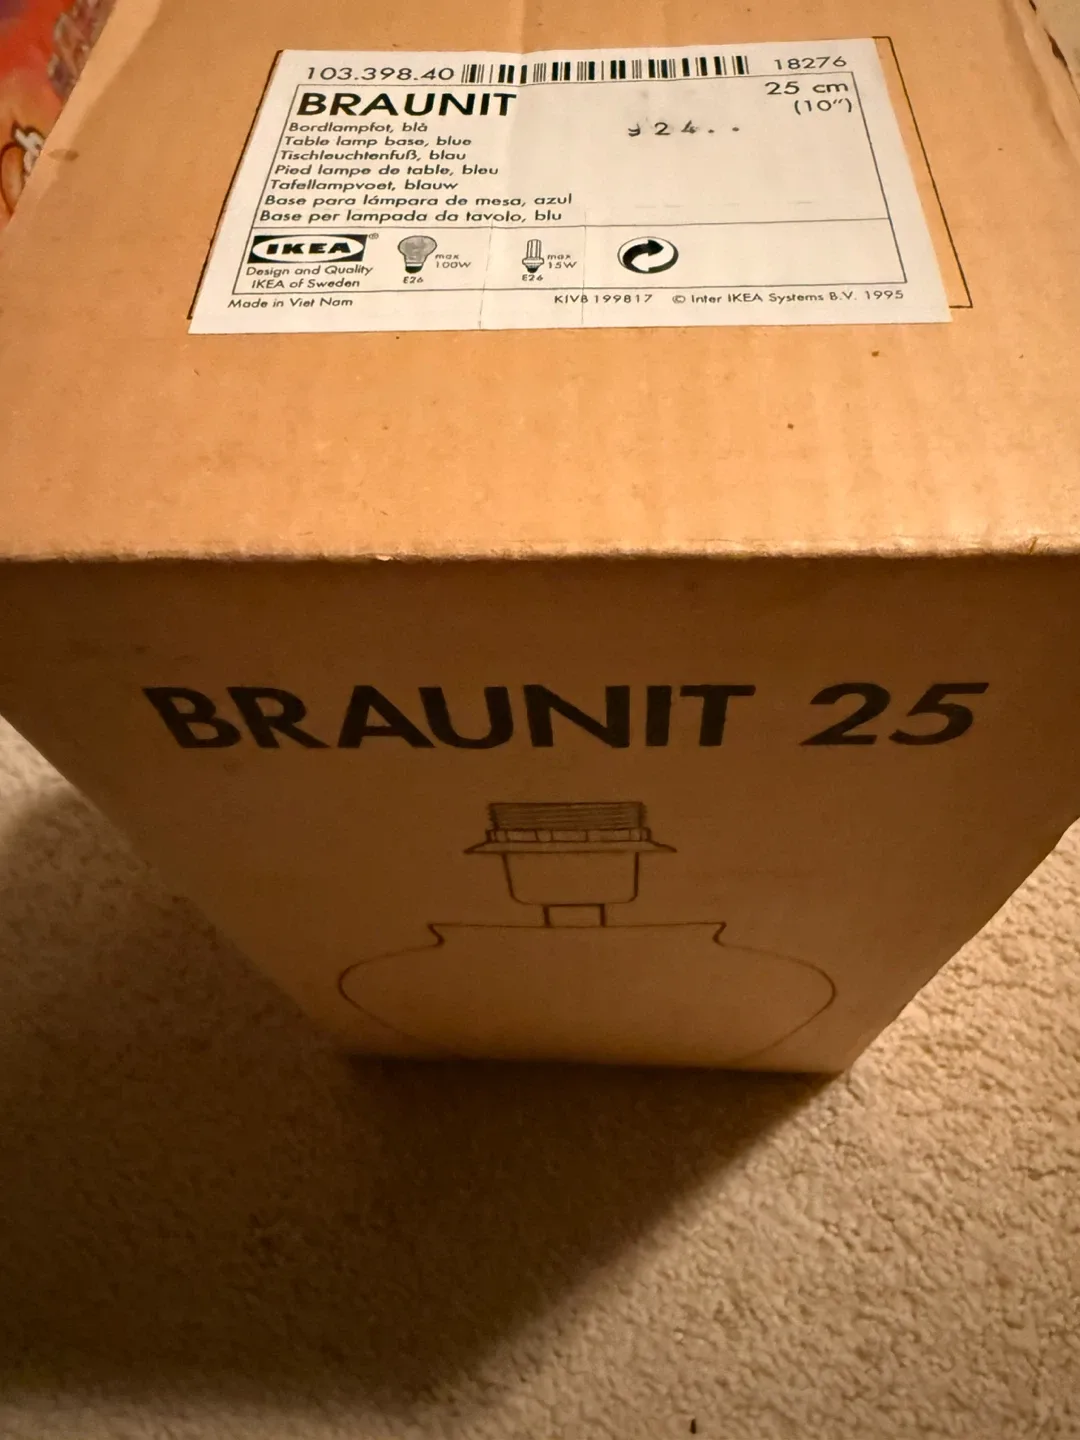 103.398.40 18276
BRAUNIT 25 cm
(10")
Bordlampfot, blå
Table lamp base, blue
Tischleuchtenfuß, blau
Pied lampe de table, bleu
Tafellampvoet, blauw
Base para lámpara de mesa, azul
Base per lampada da tavolo, blu
924..
IKEA®
Design and Quality
IKEA of Sweden
max
100W
E26
max
15W
E26
Made in Viet Nam
KIVB 199817 © Inter IKEA Systems B.V. 1995
BRAUNIT 25